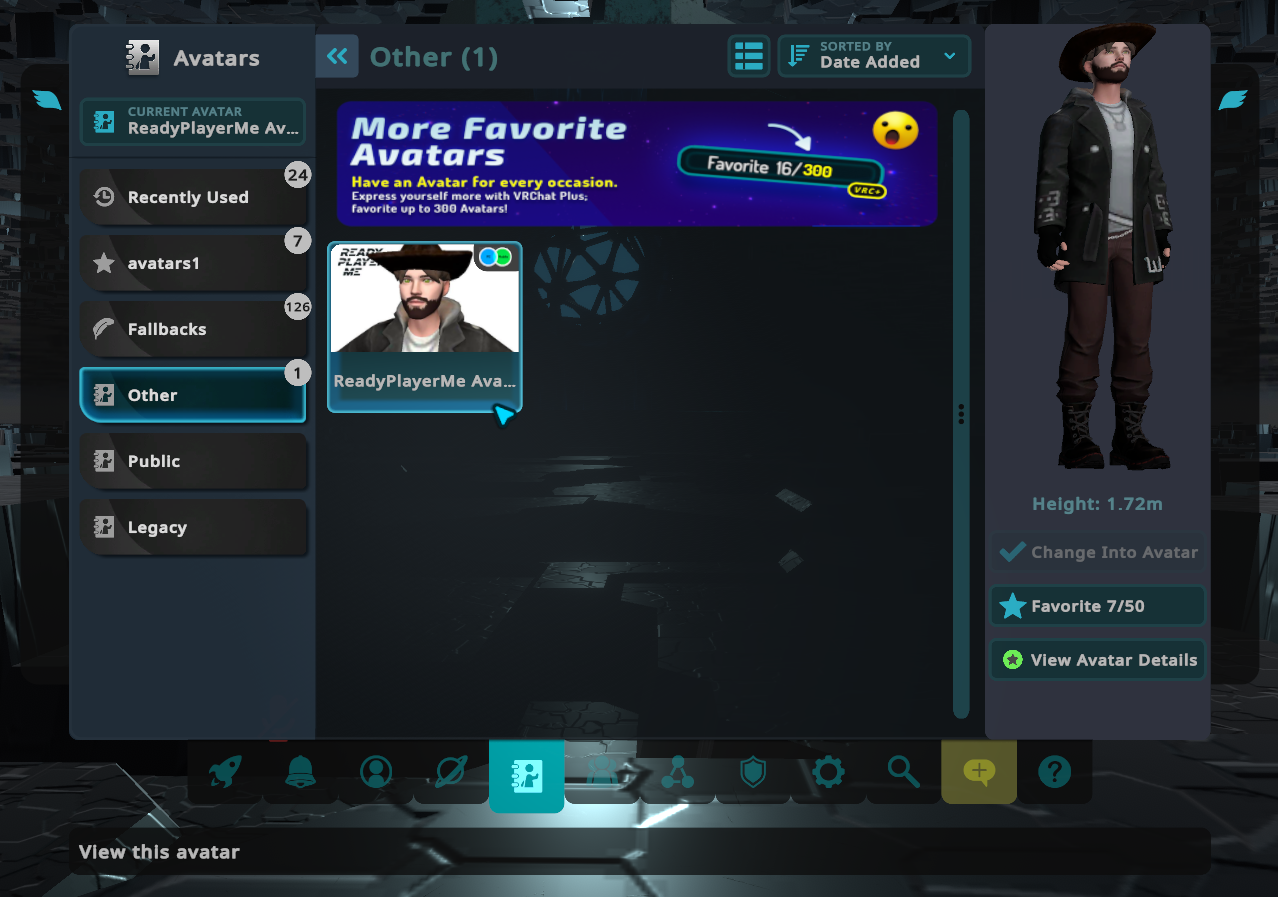 Avatars
CURRENT AVATAR
ReadyPlayerMe Av...
24
Recently Used
7
avatars1
126
Fallbacks
1
Other
Public
Legacy
Other (1)
SORTED BY
Date Added
More Favorite
Avatars
Have an Avatar for every occasion.
Express yourself more with VRChat Plus;
favorite up to 300 Avatars!
Favorite 16/300
VRC+
READY
PLAYER
ME
ReadyPlayerMe Ava...
Height: 1.72m
Change Into Avatar
Favorite 7/50
View Avatar Details
View this avatar